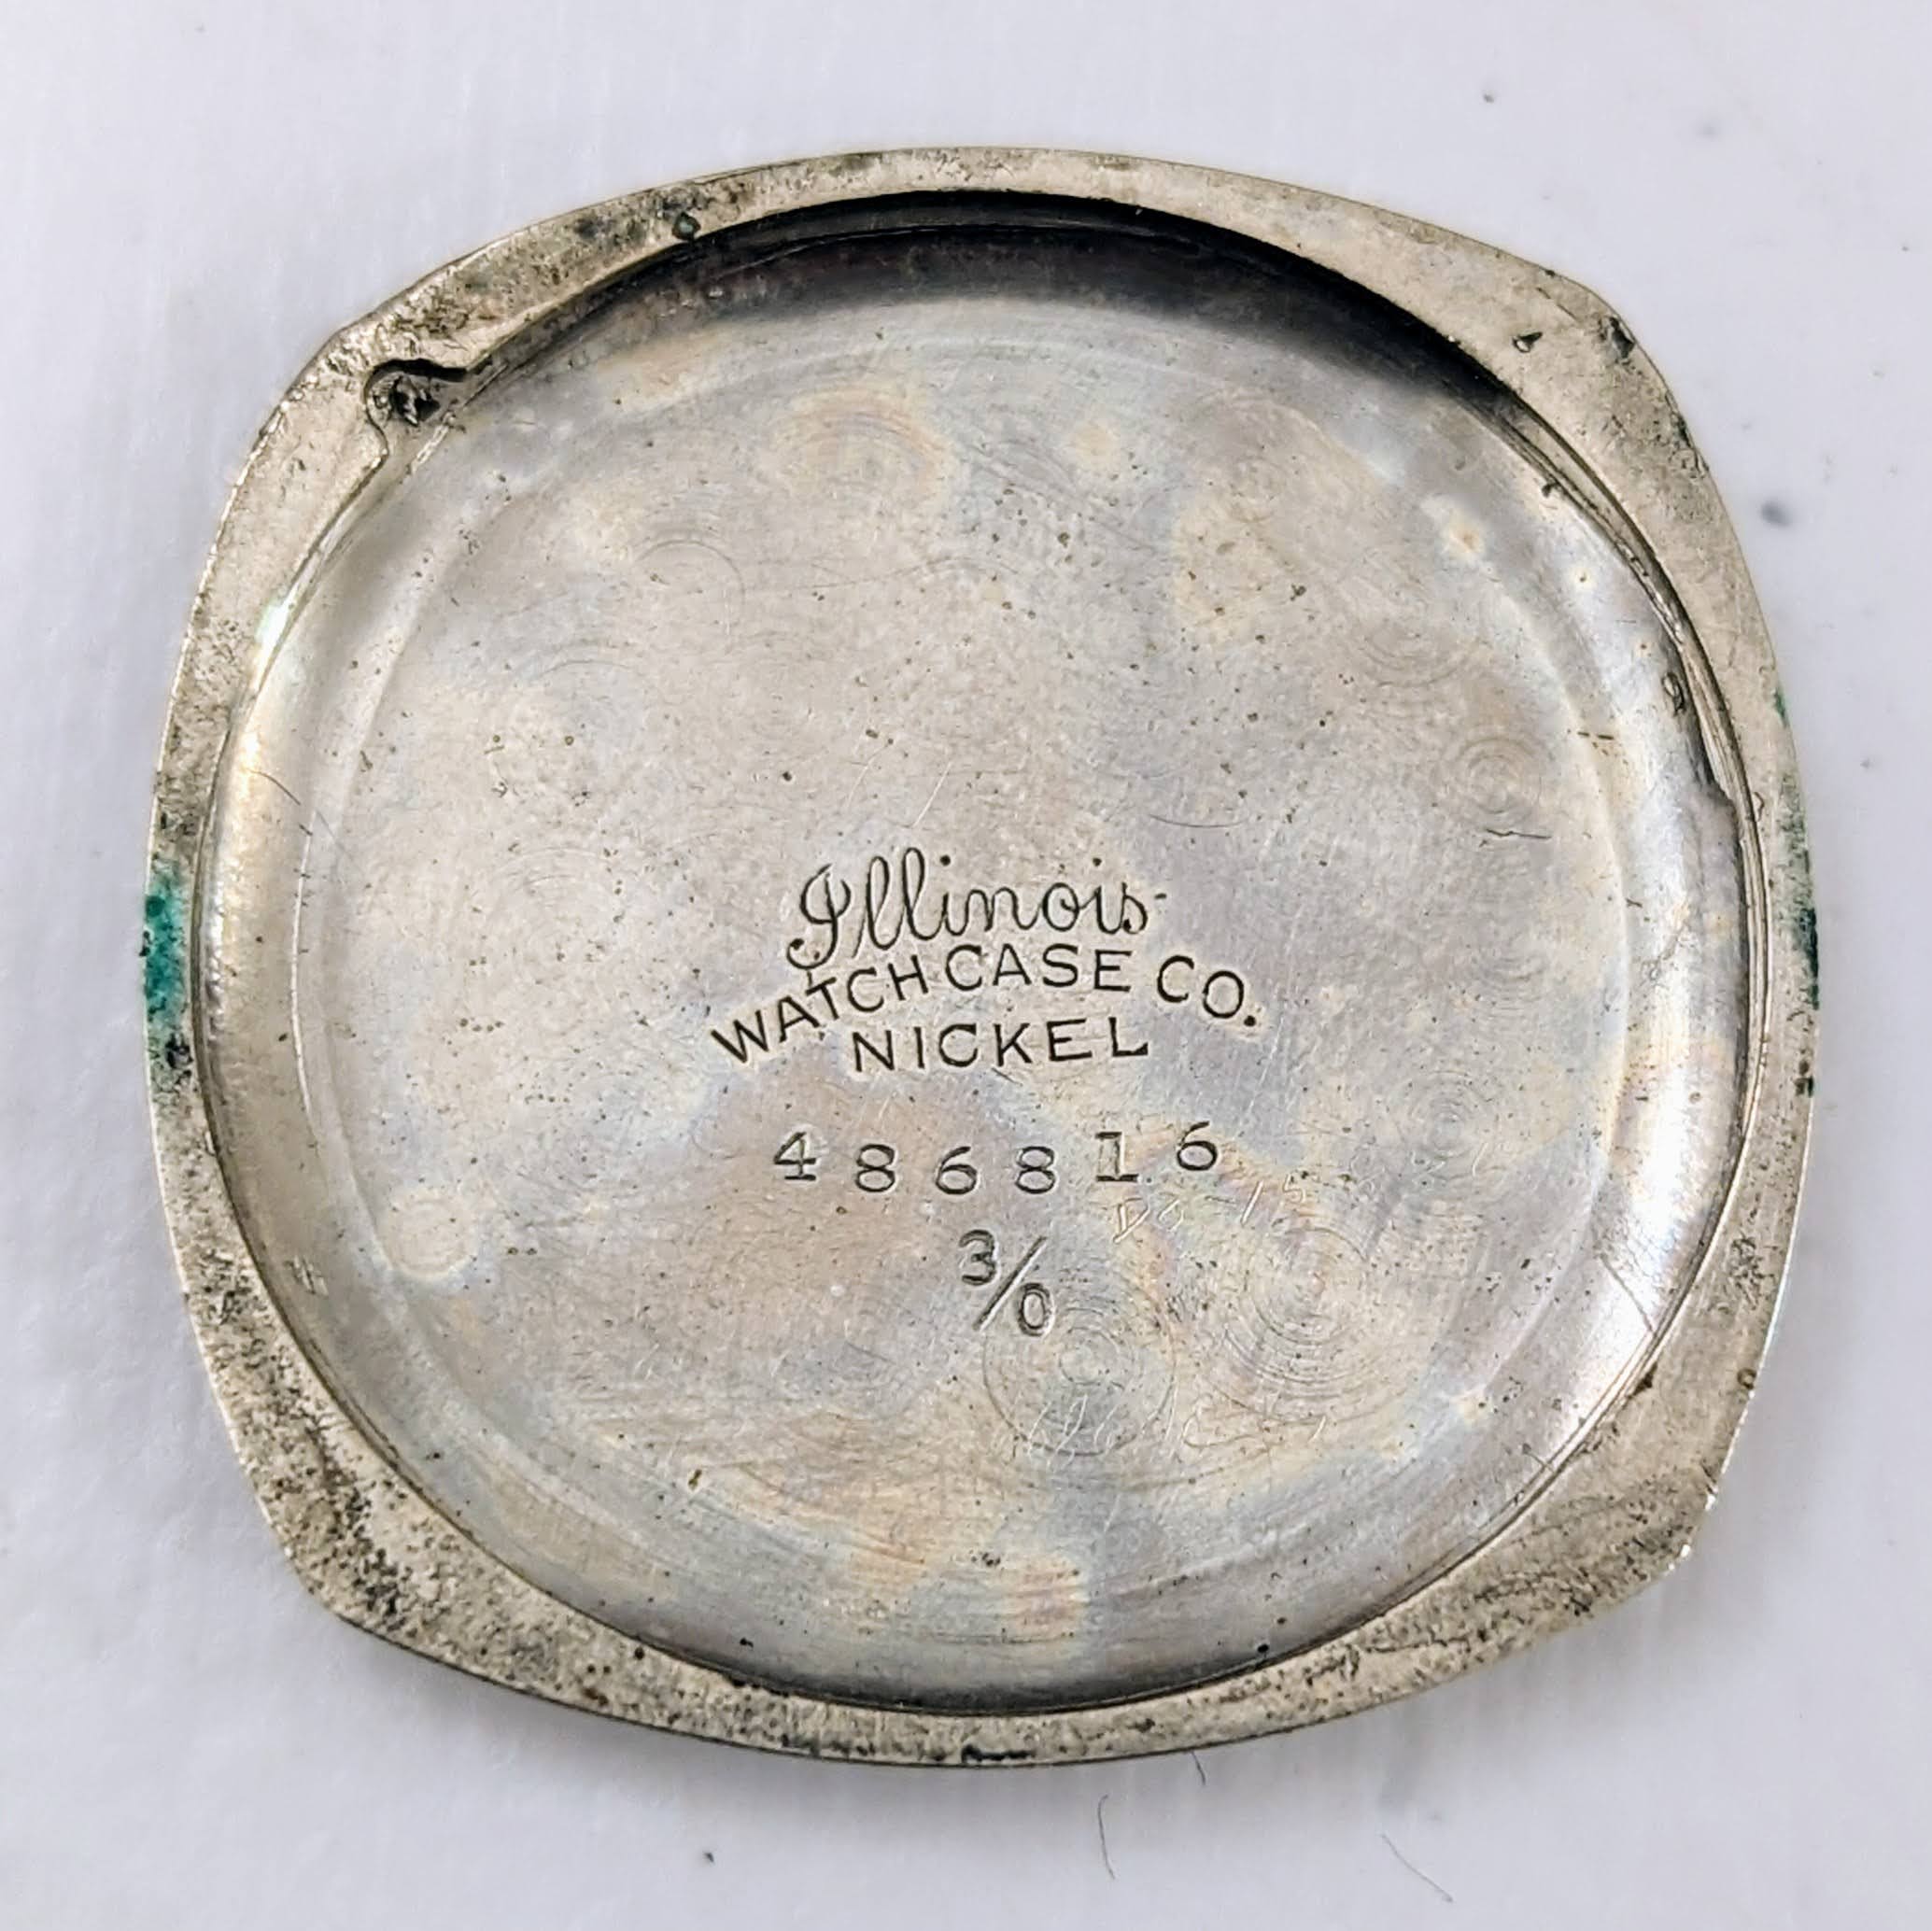 Illinois
WATCH CASE CO.
NICKEL
486816
3/0